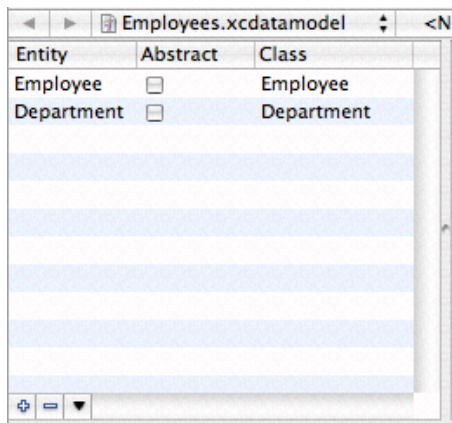 Employees.xcdatamodel <N
Entity Abstract Class
Employee Employee
Department Department